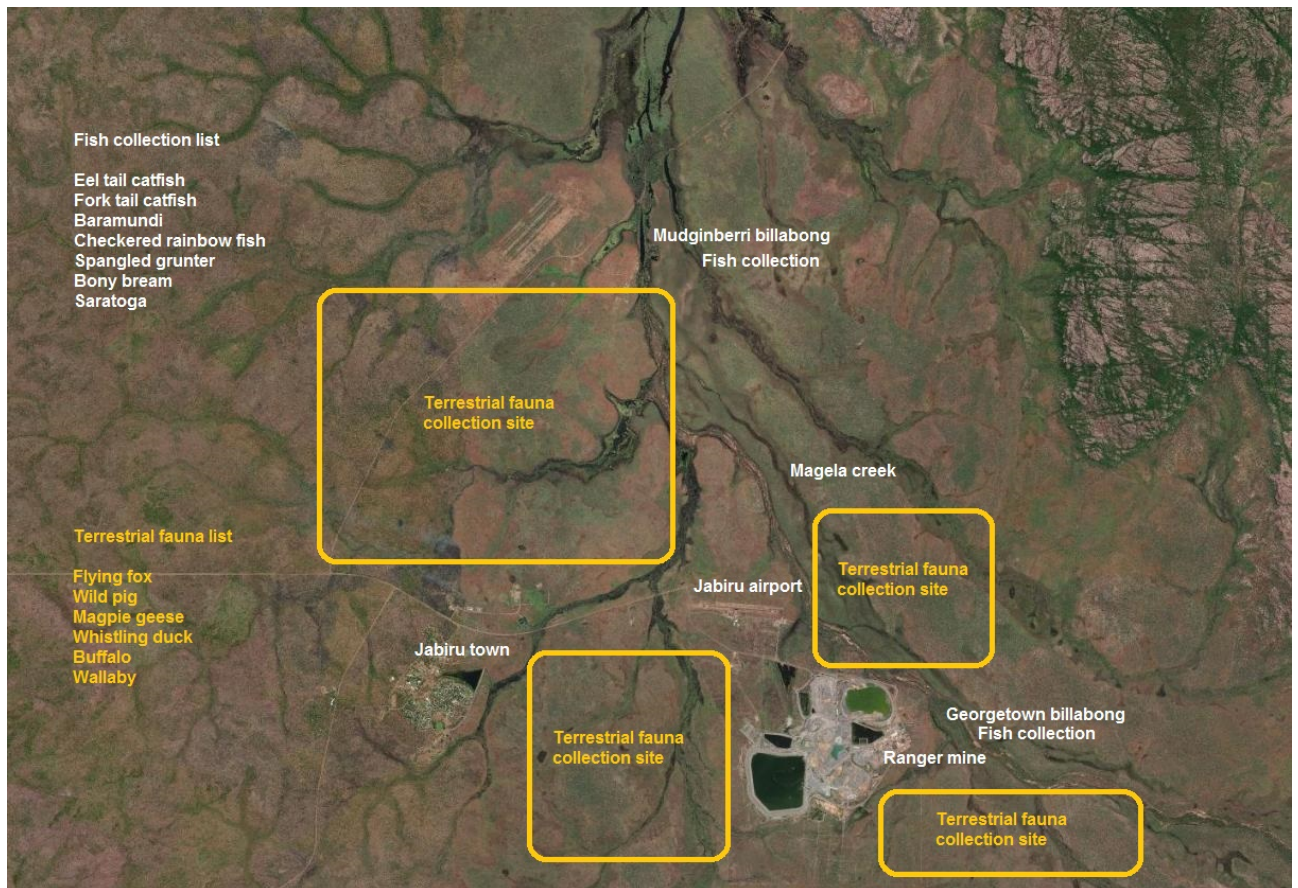 Fish collection list
Eel tail catfish
Fork tail catfish
Baramundi
Checkered rainbow fish
Spangled grunter
Bony bream
Saratoga
Mudginberri billabong
Fish collection
Terrestrial fauna
collection site
Magela creek
Terrestrial fauna list
Flying fox
Wild pig
Magpie geese
Whistling duck
Buffalo
Wallaby
Terrestrial fauna
collection site
Jabiru airport
Jabiru town
Terrestrial fauna
collection site
Georgetown billabong
Fish collection
Ranger mine
Terrestrial fauna
collection site